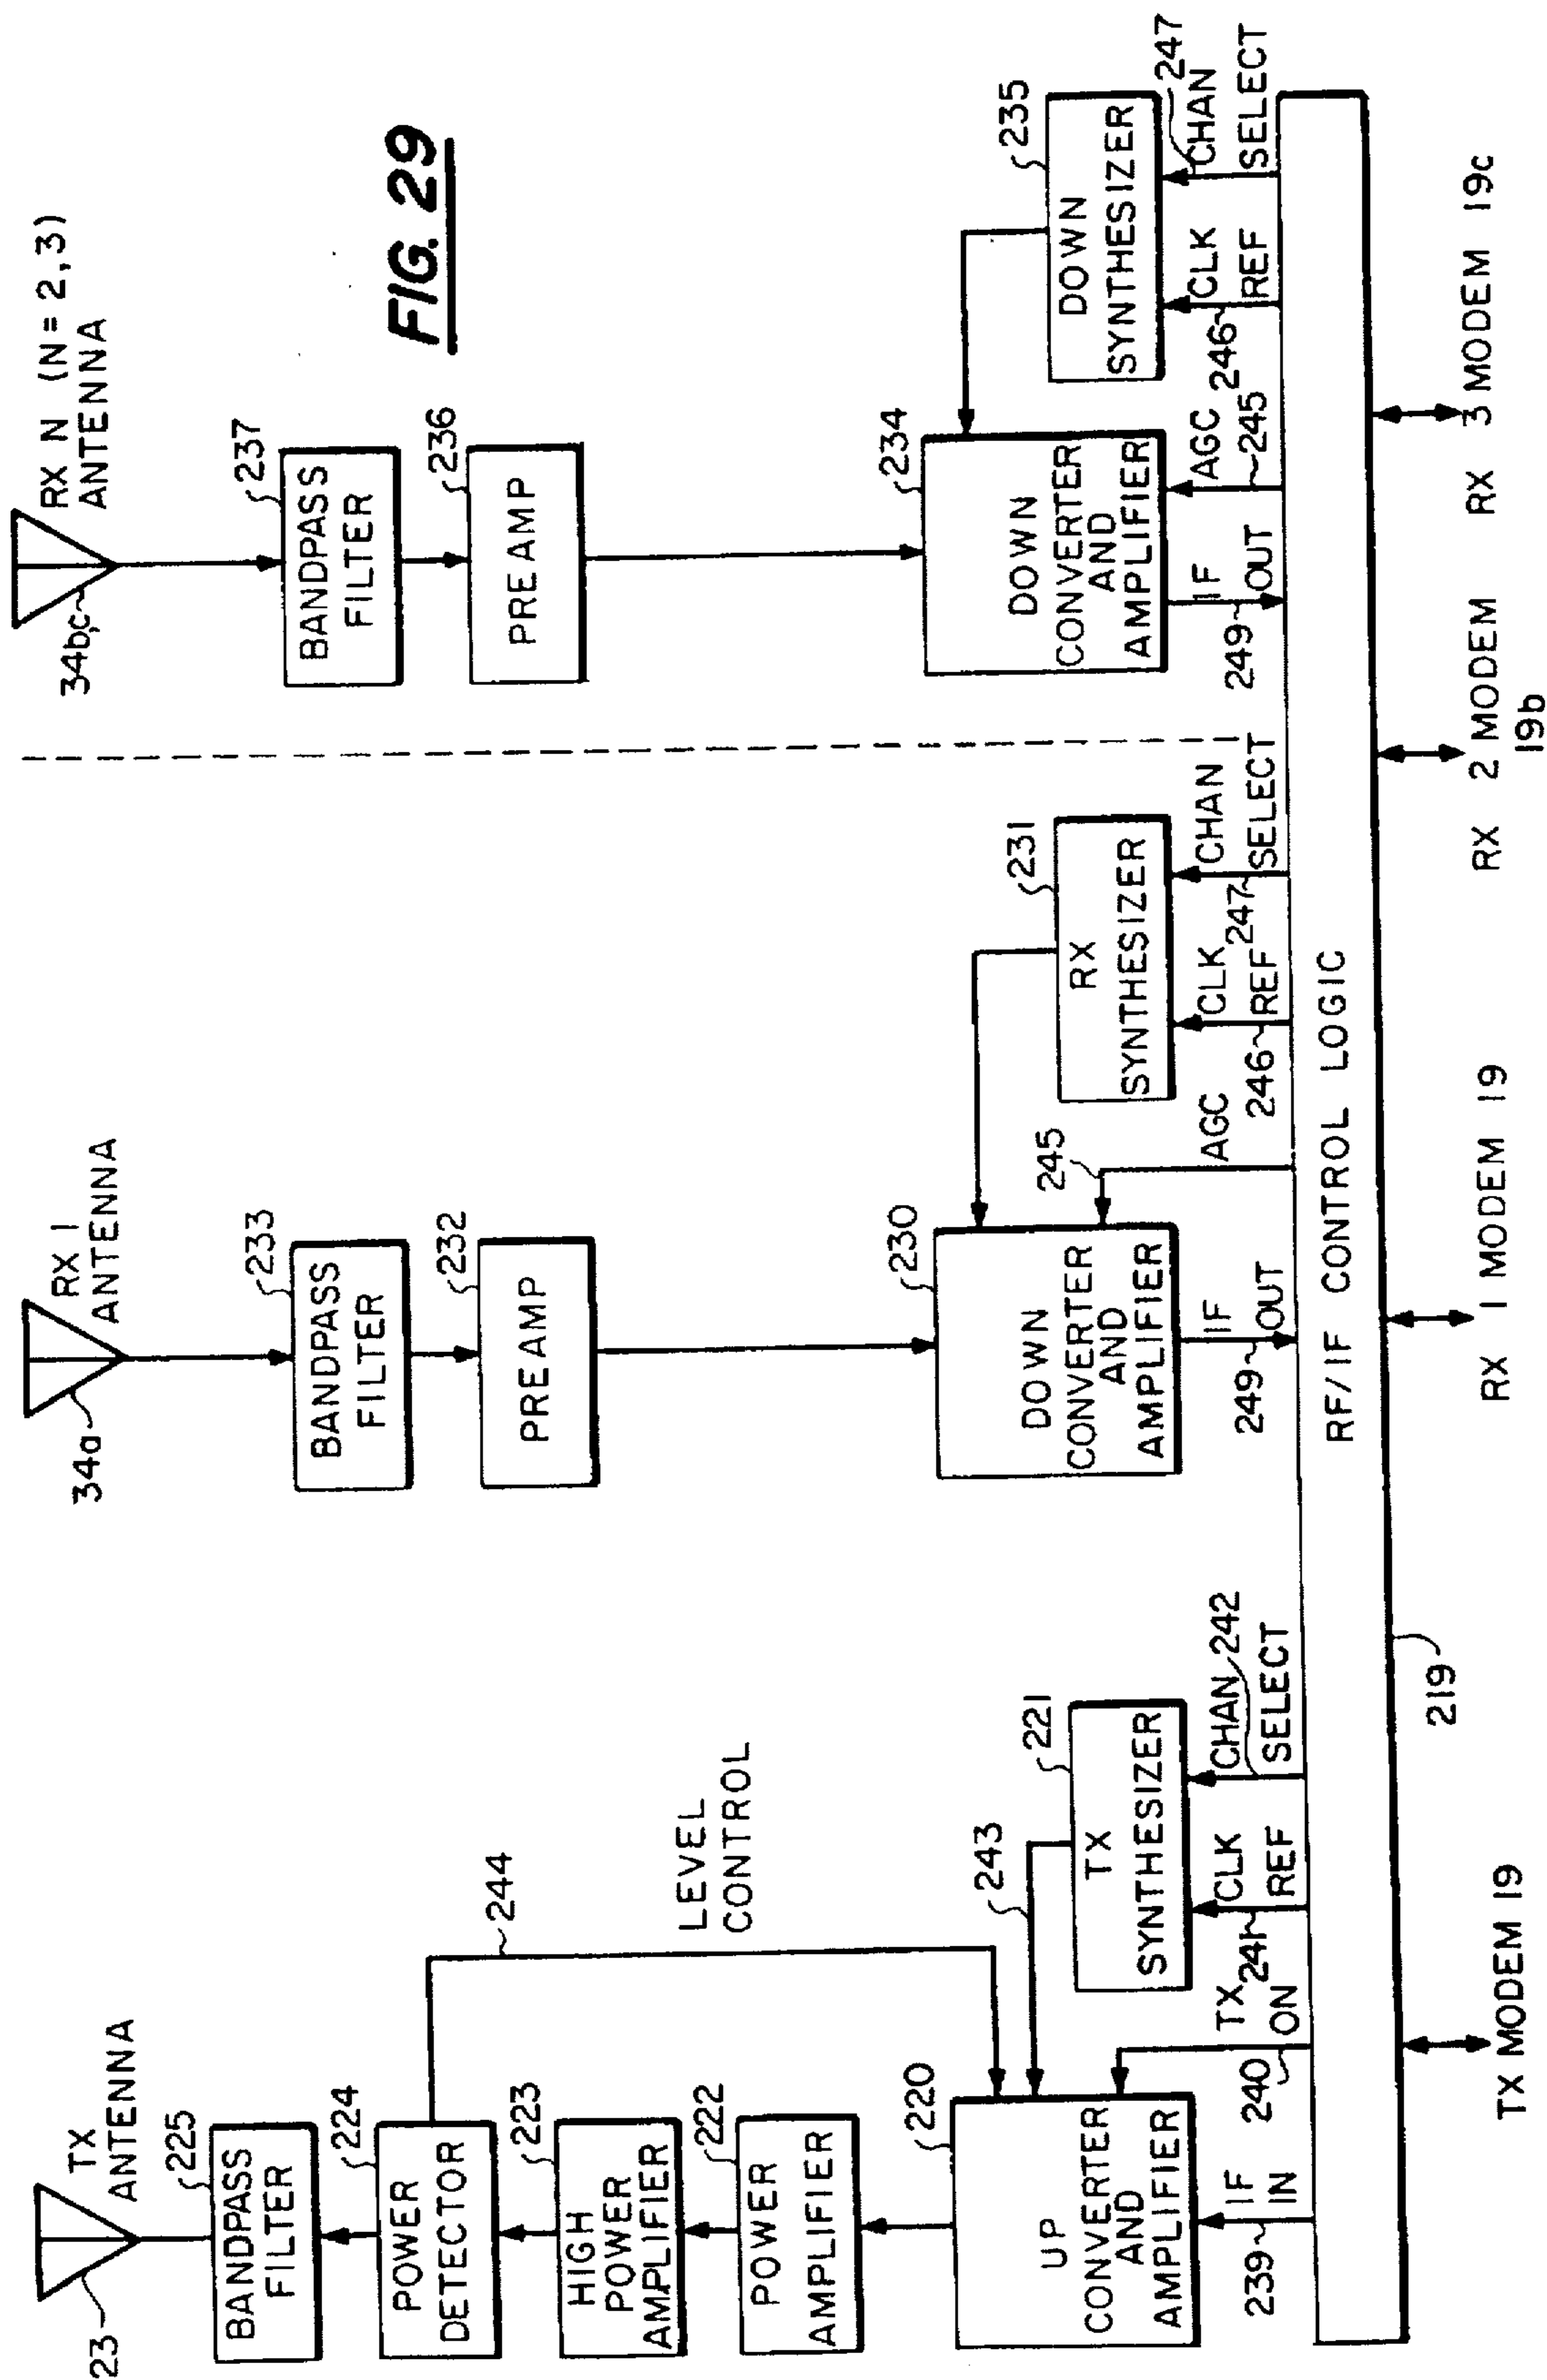 FIG. 29
TX
ANTENNA
23
225
BANDPASS
FILTER
224
POWER
DETECTOR
244
223
HIGH
POWER
AMPLIFIER
222
POWER
AMPLIFIER
LEVEL
CONTROL
220
UP
CONVERTER
AND
AMPLIFIER
243
221
TX
SYNTHESIZER
239
IF
IN
240
TX
ON
241
CLK
REF
CHAN 242
SELECT
RX 1
ANTENNA
34a
233
BANDPASS
FILTER
232
PREAMP
230
DOWN
CONVERTER
AND
AMPLIFIER
245
231
RX
SYNTHESIZER
249
IF
OUT
AGC
246
CLK
REF
247
CHAN
SELECT
RX N (N = 2,3)
ANTENNA
34b,c
237
BANDPASS
FILTER
236
PREAMP
234
DOWN
CONVERTER
AND
AMPLIFIER
235
DOWN
SYNTHESIZER
249
IF
OUT
AGC
245
246
CLK
REF
247
CHAN
SELECT
RF/IF CONTROL LOGIC
219
TX MODEM 19
RX 1 MODEM 19
RX 2 MODEM
19b
RX 3 MODEM 19c